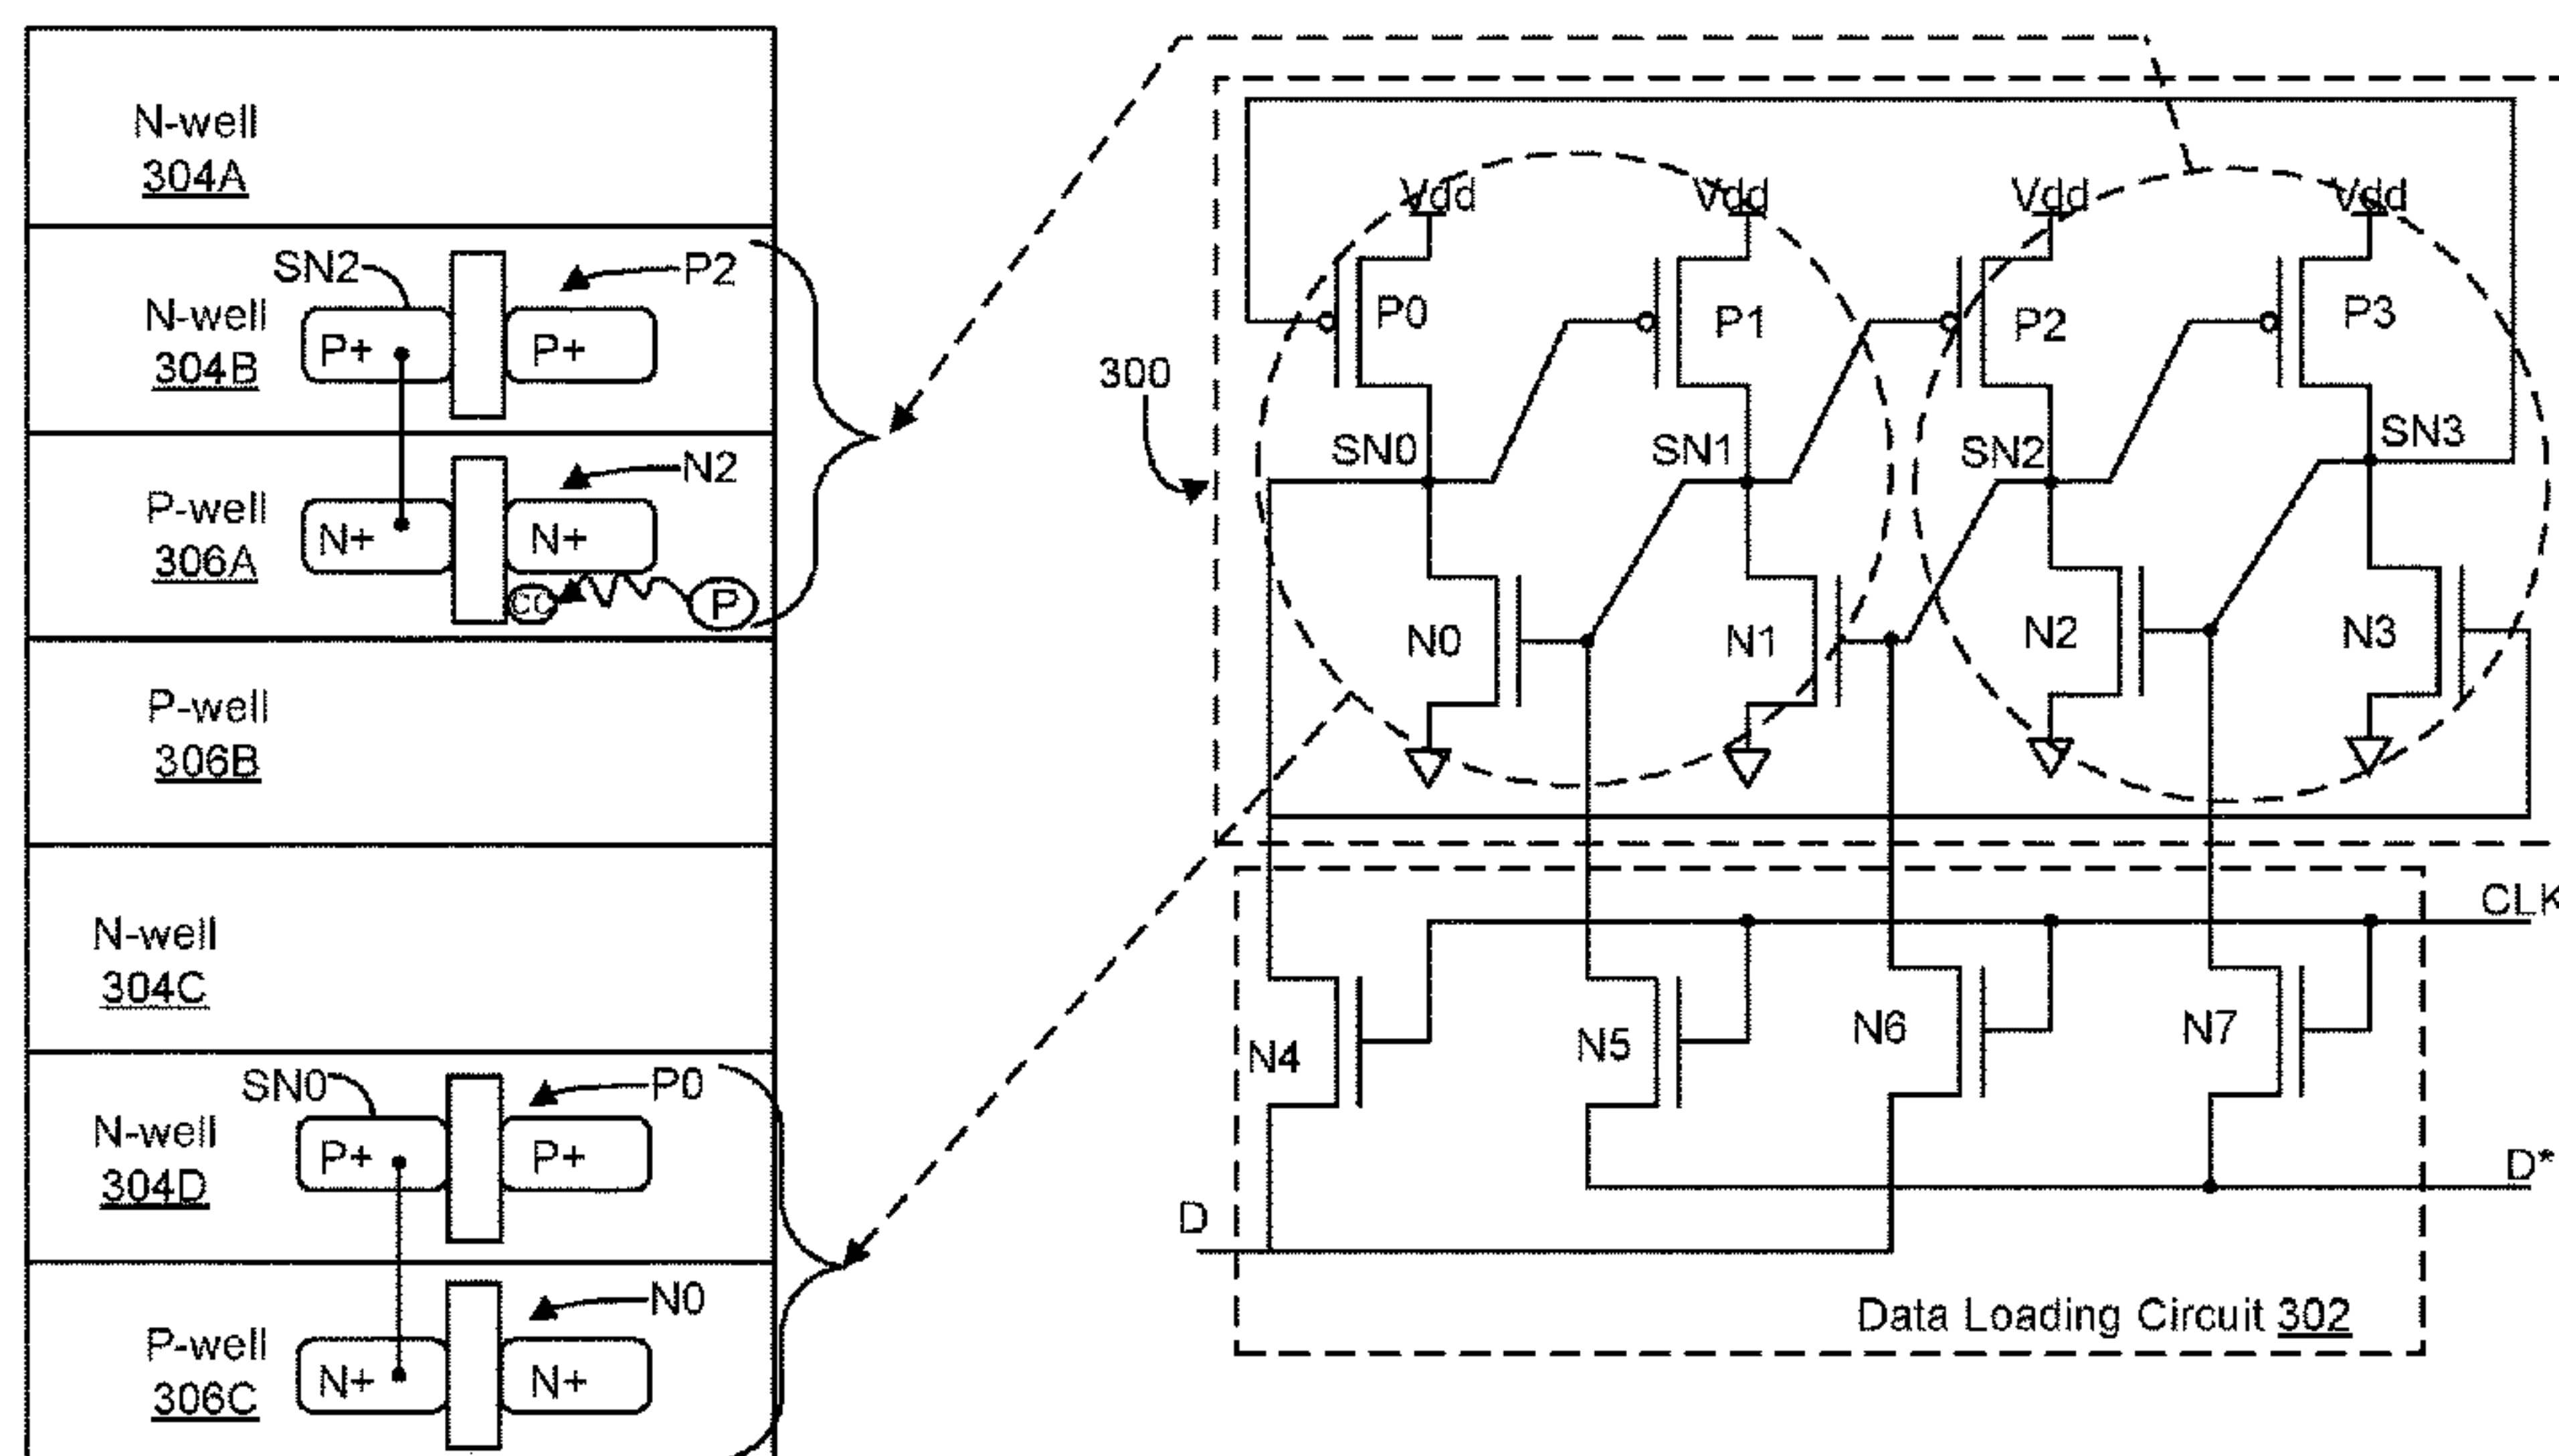 N-well
304A
SN2
P2
N-well
304B
P+
P+
N2
P-well
306A
N+
N+
CC
P
P-well
306B
N-well
304C
SN0
P0
N-well
304D
P+
P+
N0
P-well
306C
N+
N+
300
Vdd
Vdd
Vdd
Vdd
P0
P1
P2
P3
SN0
SN1
SN2
SN3
N0
N1
N2
N3
CLK
N4
N5
N6
N7
D*
D
Data Loading Circuit 302